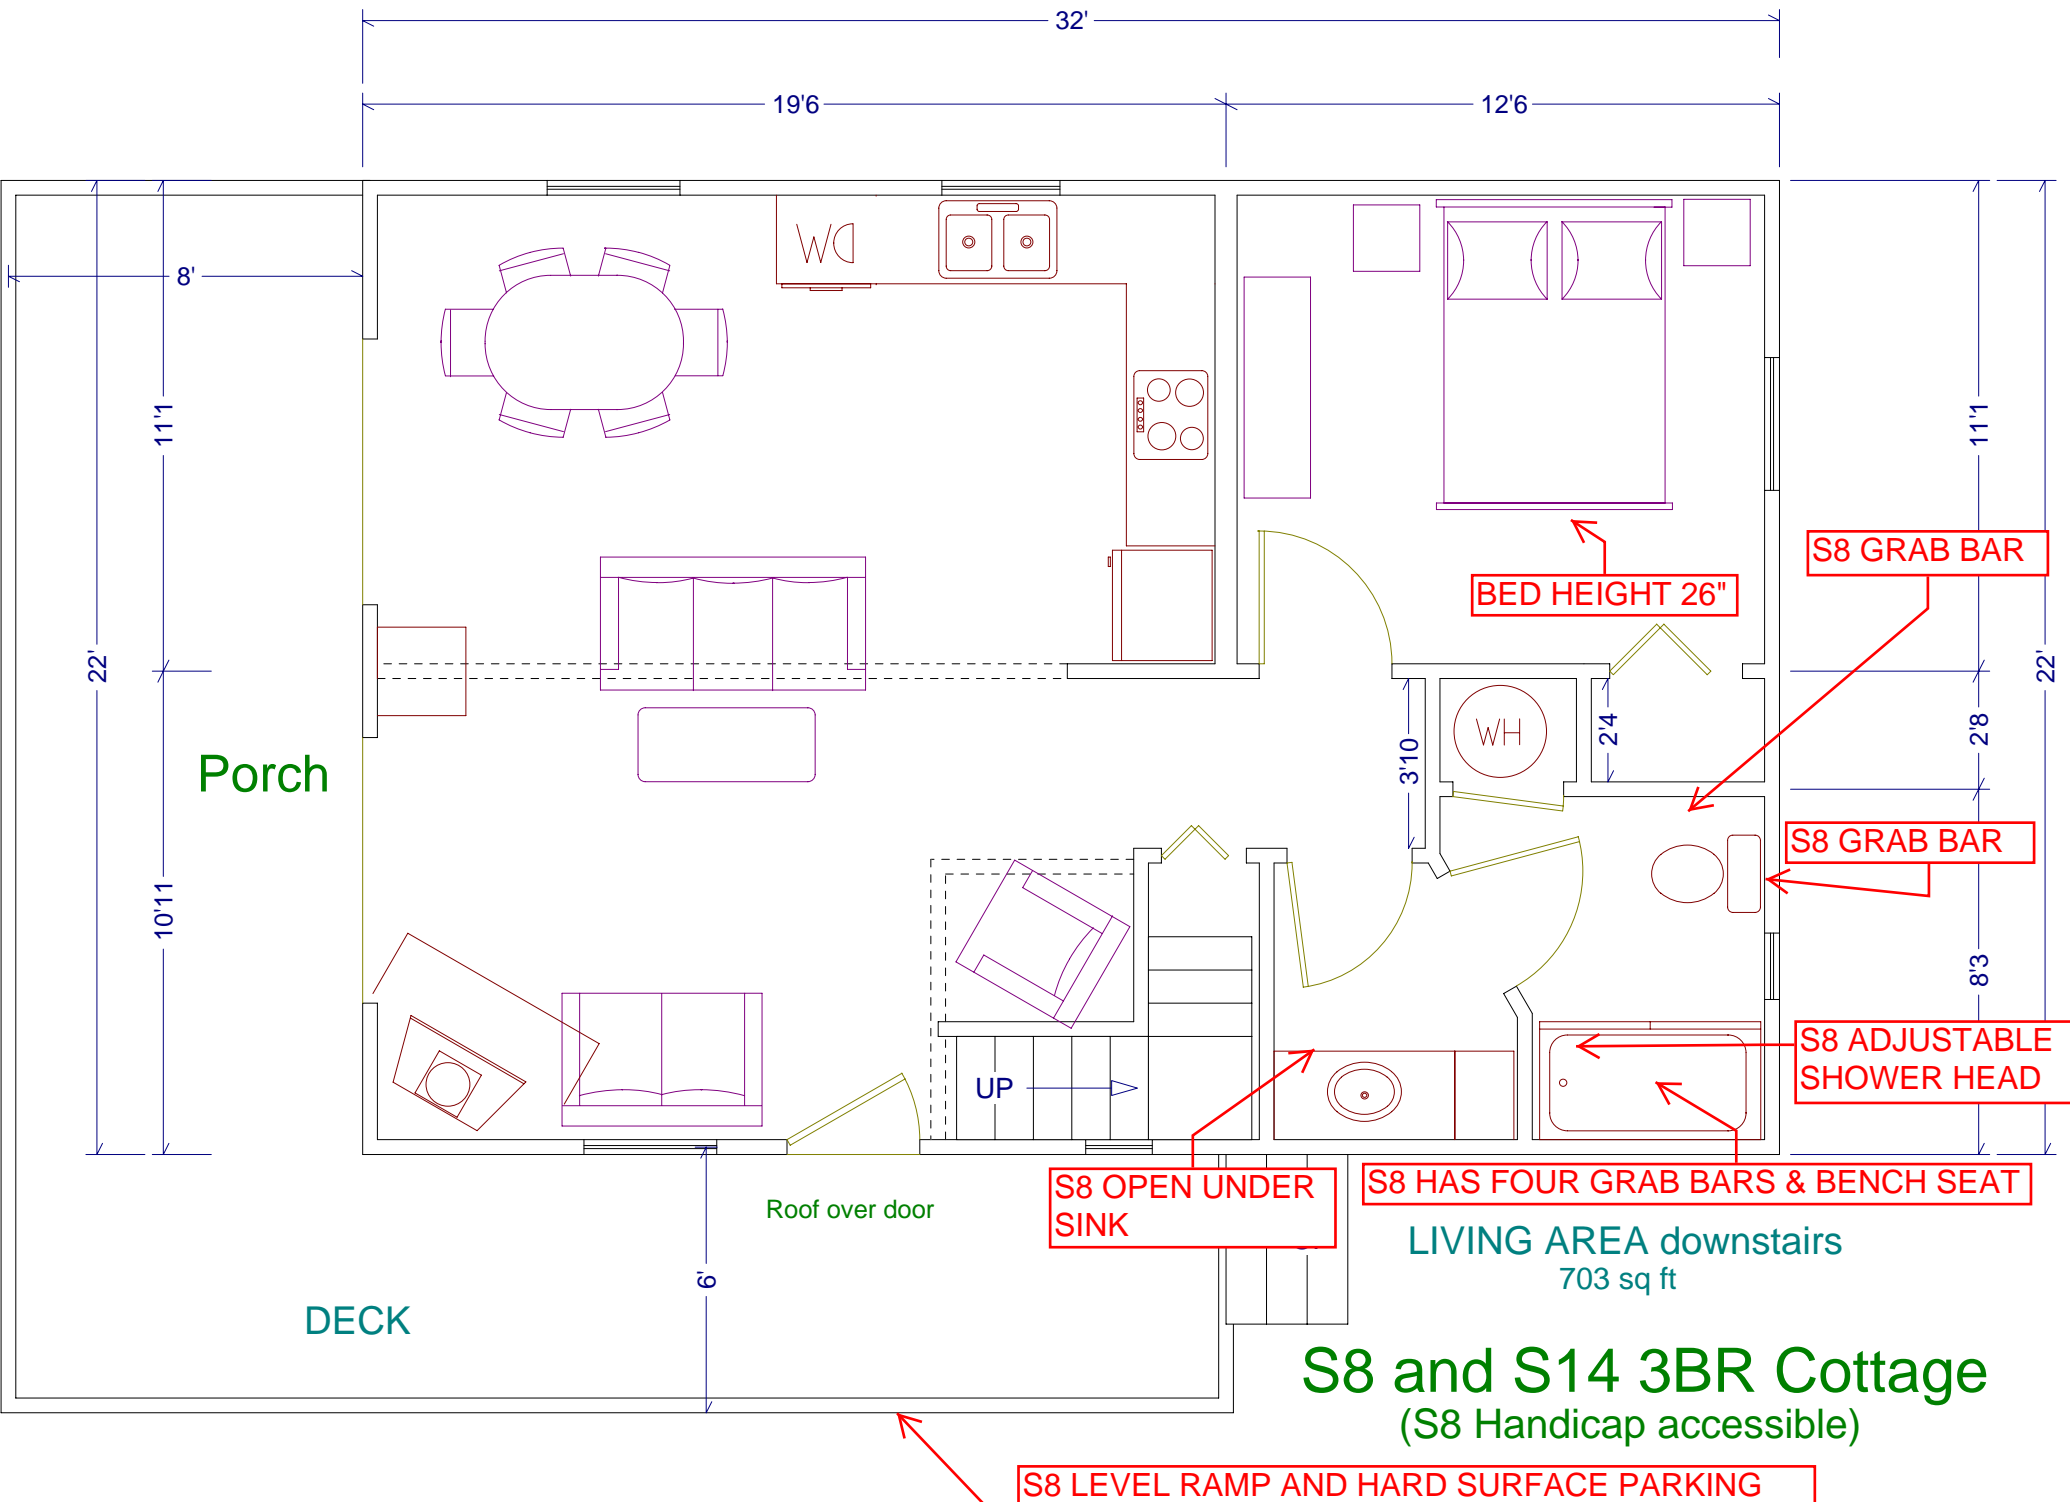 32'
19'6
12'6
8'
11'1
22'
10'11
11'1
2'8
22'
8'3
WD
S8 GRAB BAR
BED HEIGHT 26"
WH
2'4
3'10
Porch
S8 GRAB BAR
S8 ADJUSTABLE
SHOWER HEAD
UP
S8 OPEN UNDER
SINK
S8 HAS FOUR GRAB BARS & BENCH SEAT
Roof over door
6'
LIVING AREA downstairs
703 sq ft
DECK
S8 and S14 3BR Cottage
(S8 Handicap accessible)
S8 LEVEL RAMP AND HARD SURFACE PARKING